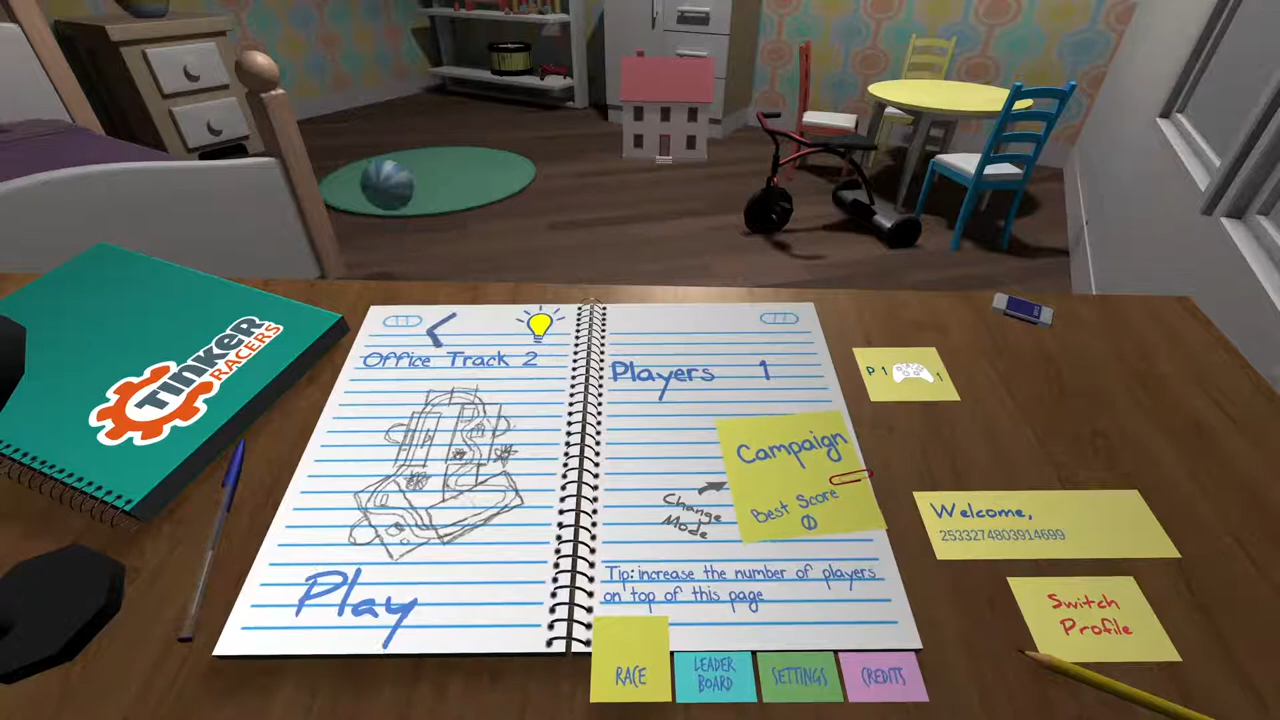 TINKER
RACERS
Office Track 2
Play
Players 1
Campaign
Best Score
0
Change
Mode
Tip: increase the number of players
on top of this page
RACE
LEADER
BOARD
SETTINGS
CREDITS
P1 1
Welcome,
2533274803914699
Switch
Profile